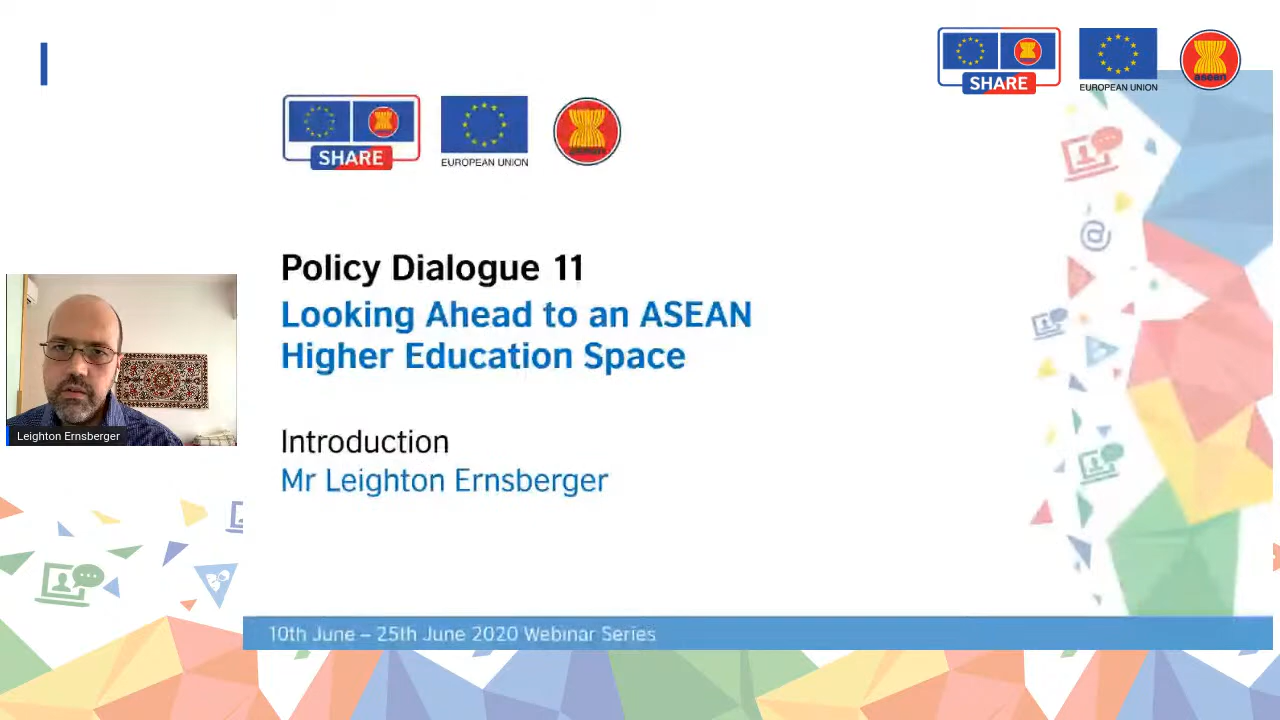 SHARE
EUROPEAN UNION
asean
SHARE
EUROPEAN UNION
Policy Dialogue 11
Looking Ahead to an ASEAN
Higher Education Space
Introduction
Mr Leighton Ernsberger
Leighton Ernsberger
@
10th June – 25th June 2020 Webinar Series